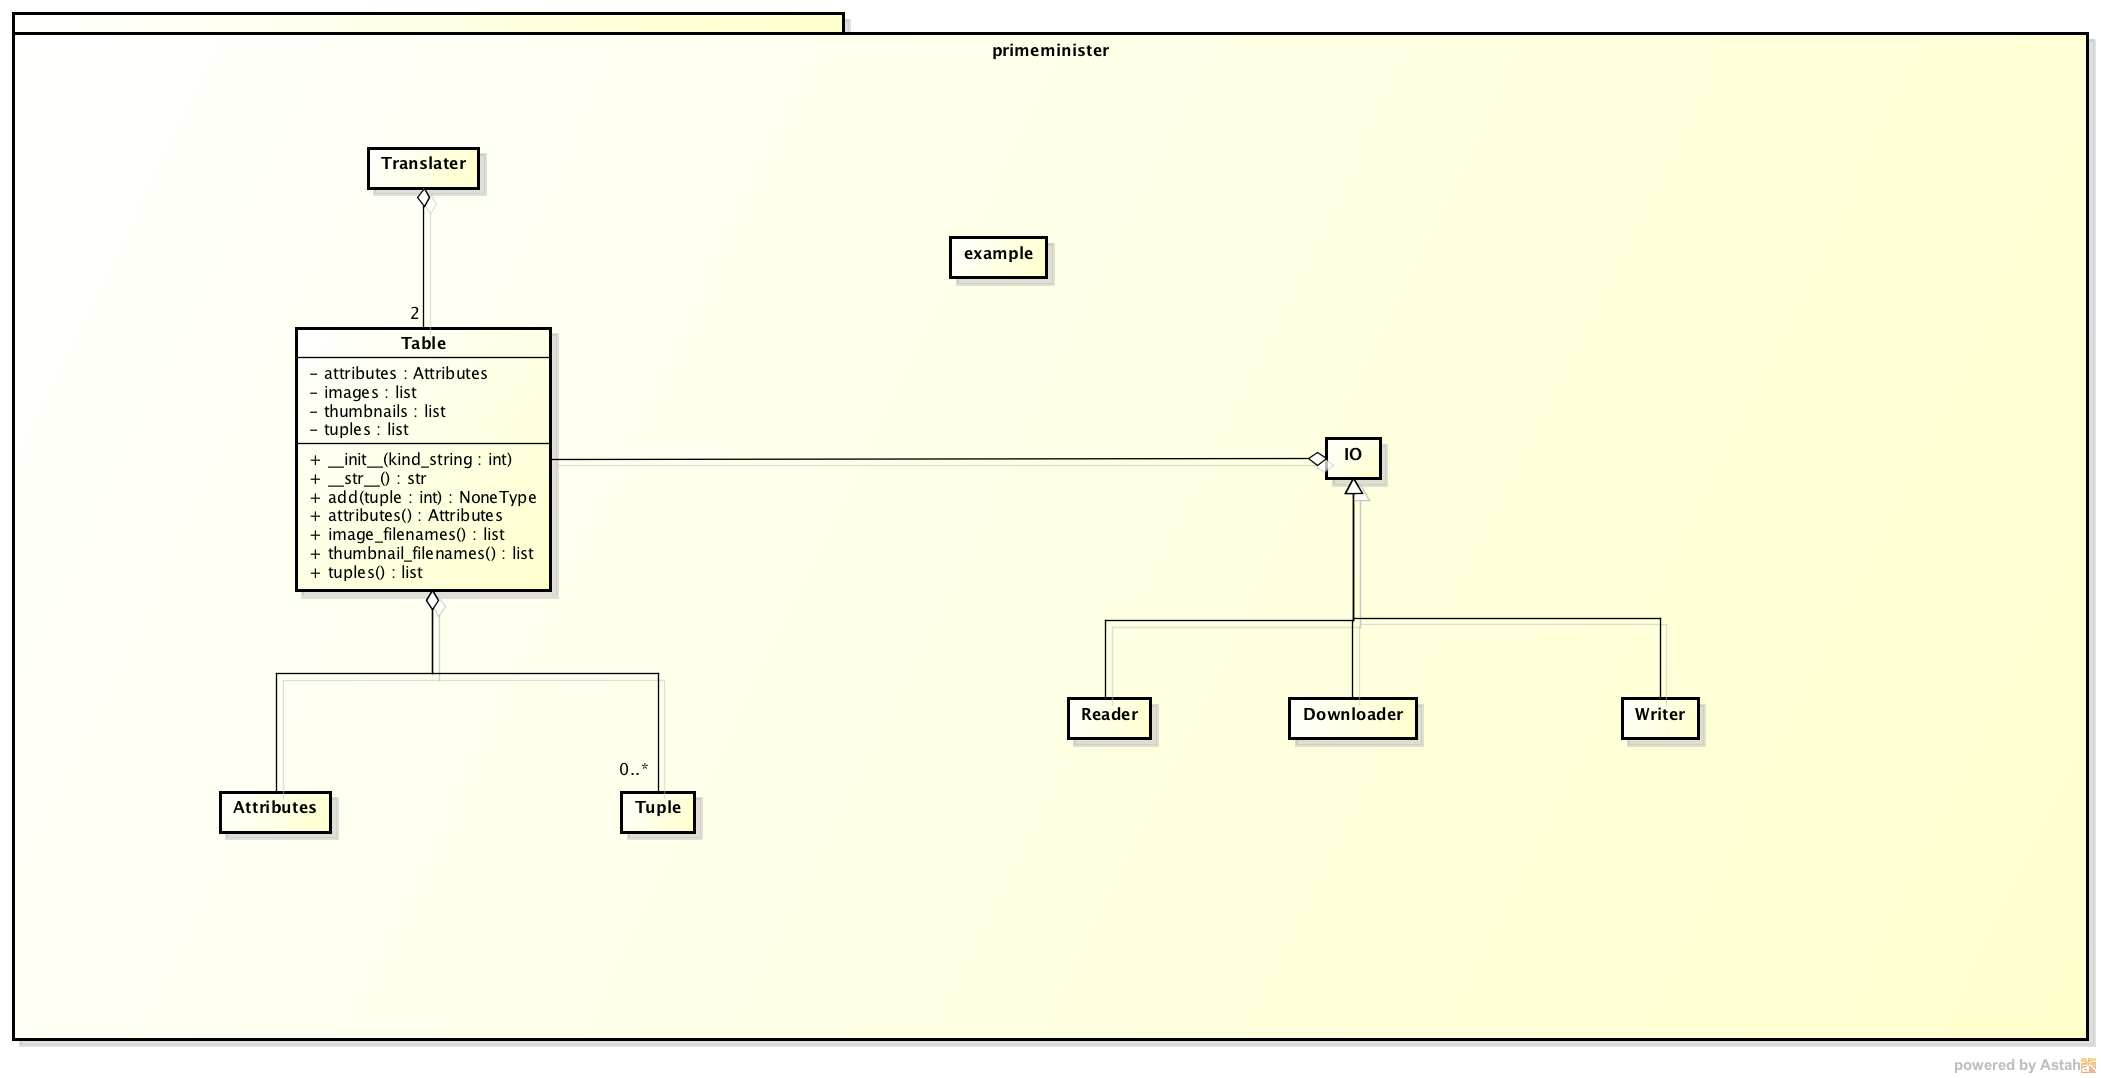 primeminister
Translater
example
2
Table
- attributes : Attributes
- images : list
- thumbnails : list
- tuples : list
+ __init__(kind_string : int)
+ __str__() : str
+ add(tuple : int) : NoneType
+ attributes() : Attributes
+ image_filenames() : list
+ thumbnail_filenames() : list
+ tuples() : list
IO
Reader
Downloader
Writer
0..*
Attributes
Tuple
powered by Astah